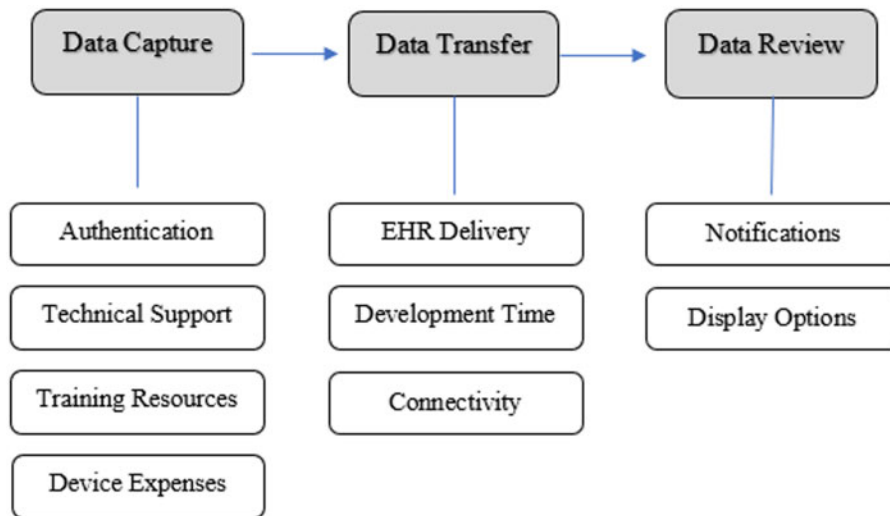 Data Capture
Data Transfer
Data Review
Authentication
Technical Support
Training Resources
Device Expenses
EHR Delivery
Development Time
Connectivity
Notifications
Display Options